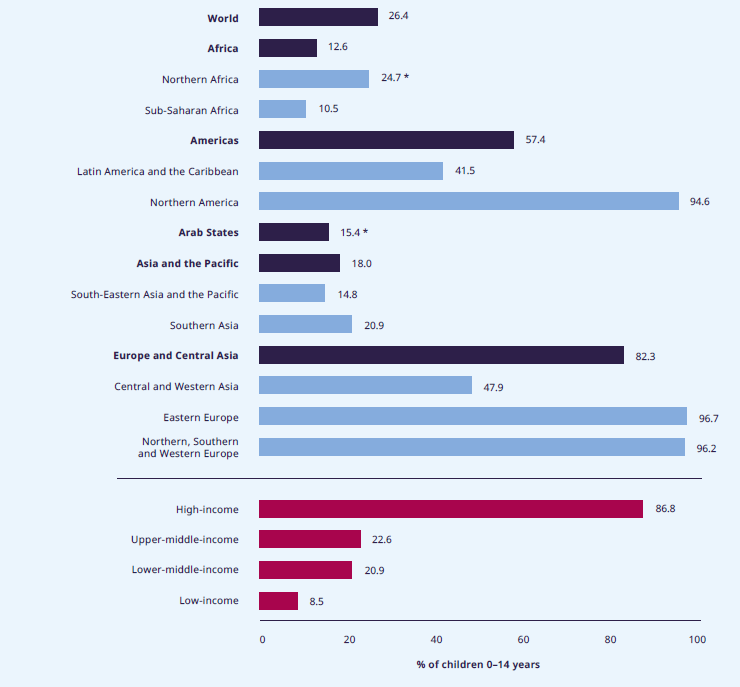 World 26.4
Africa 12.6
Northern Africa 24.7 *
Sub-Saharan Africa 10.5
Americas 57.4
Latin America and the Caribbean 41.5
Northern America 94.6
Arab States 15.4 *
Asia and the Pacific 18.0
South-Eastern Asia and the Pacific 14.8
Southern Asia 20.9
Europe and Central Asia 82.3
Central and Western Asia 47.9
Eastern Europe 96.7
Northern, Southern
and Western Europe 96.2
High-income 86.8
Upper-middle-income 22.6
Lower-middle-income 20.9
Low-income 8.5
0 20 40 60 80 100
% of children 0–14 years